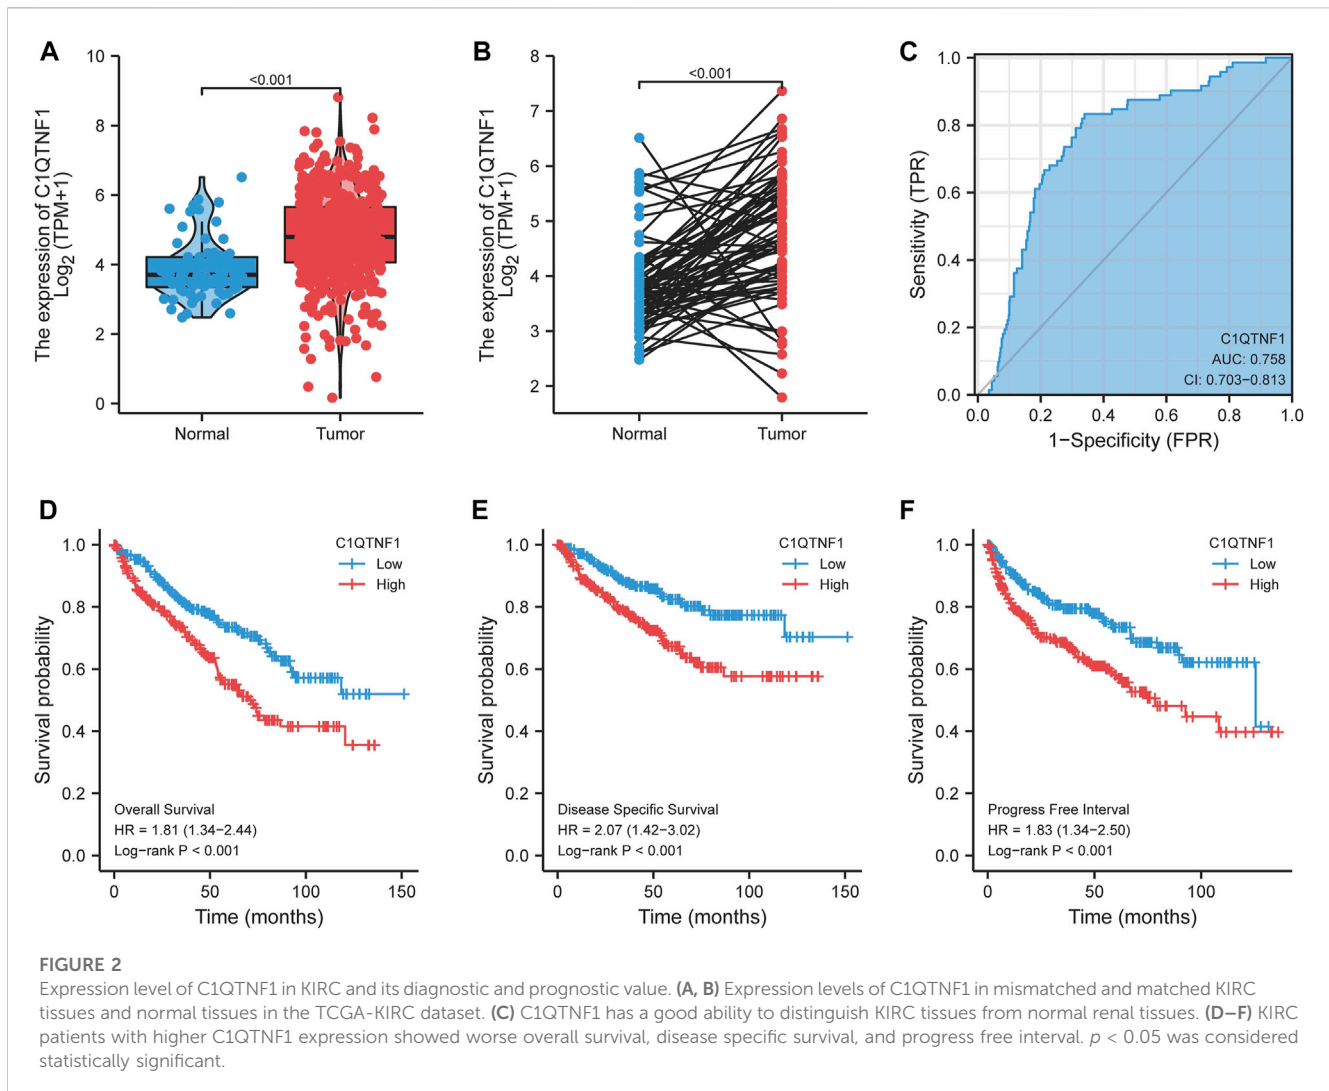 A
The expression of C1QTNF1
Log2 (TPM+1)
10
8
6
4
2
0
<0.001
Normal
Tumor
B
The expression of C1QTNF1
Log2 (TPM+1)
8
7
6
5
4
3
2
<0.001
Normal
Tumor
C
Sensitivity (TPR)
1.0
0.8
0.6
0.4
0.2
0.0
C1QTNF1
AUC: 0.758
CI: 0.703−0.813
0.0 0.2 0.4 0.6 0.8 1.0
1−Specificity (FPR)
D
Survival probability
1.0
0.8
0.6
0.4
0.2
0.0
C1QTNF1
Low
High
Overall Survival
HR = 1.81 (1.34−2.44)
Log−rank P < 0.001
0 50 100 150
Time (months)
E
Survival probability
1.0
0.8
0.6
0.4
0.2
0.0
C1QTNF1
Low
High
Disease Specific Survival
HR = 2.07 (1.42−3.02)
Log−rank P < 0.001
0 50 100 150
Time (months)
F
Survival probability
1.0
0.8
0.6
0.4
0.2
0.0
C1QTNF1
Low
High
Progress Free Interval
HR = 1.83 (1.34−2.50)
Log−rank P < 0.001
0 50 100
Time (months)
FIGURE 2
Expression level of C1QTNF1 in KIRC and its diagnostic and prognostic value. (A, B) Expression levels of C1QTNF1 in mismatched and matched KIRC
tissues and normal tissues in the TCGA-KIRC dataset. (C) C1QTNF1 has a good ability to distinguish KIRC tissues from normal renal tissues. (D–F) KIRC
patients with higher C1QTNF1 expression showed worse overall survival, disease specific survival, and progress free interval. p < 0.05 was considered
statistically significant.